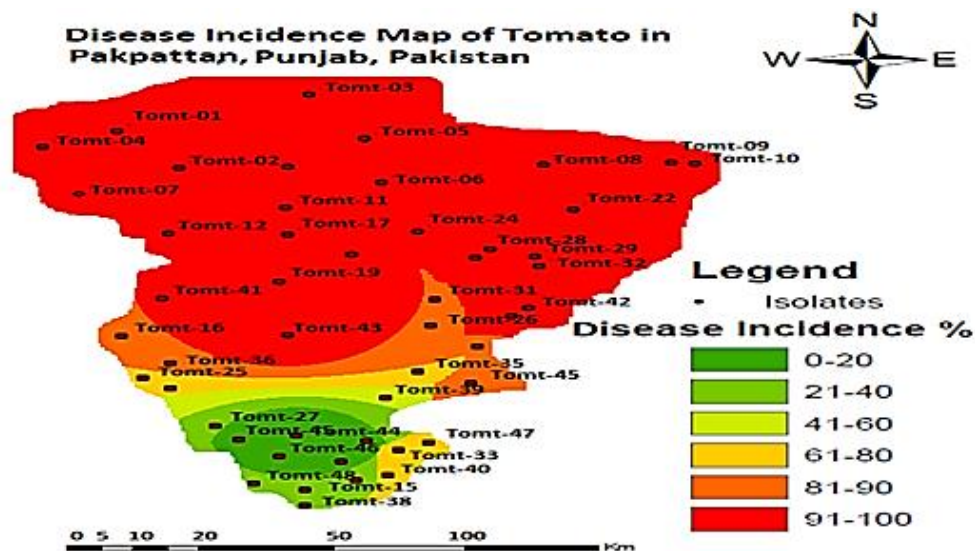 Disease Incidence Map of Tomato in
Pakpattan, Punjab, Pakistan
N
W E
S
Tomt-03
Tomt-01
Tomt-05
Tomt-04
Tomt-09
Tomt-02
Tomt-08
Tomt-10
Tomt-06
Tomt-07
Tomt-11
Tomt-22
Tomt-12
Tomt-17
Tomt-24
Tomt-28
Tomt-29
Tomt-32
Tomt-19
Tomt-41
Tomt-31
Tomt-42
Tomt-16
Tomt-43
Tomt-26
Tomt-36
Tomt-35
Tomt-25
Tomt-45
Tomt-39
Tomt-27
Tomt-44
Tomt-47
Tomt-46
Tomt-33
Tomt-48
Tomt-40
Tomt-15
Tomt-38
Legend
Isolates
Disease Incidence %
0-20
21-40
41-60
61-80
81-90
91-100
0 5 10 20 50 100
Km